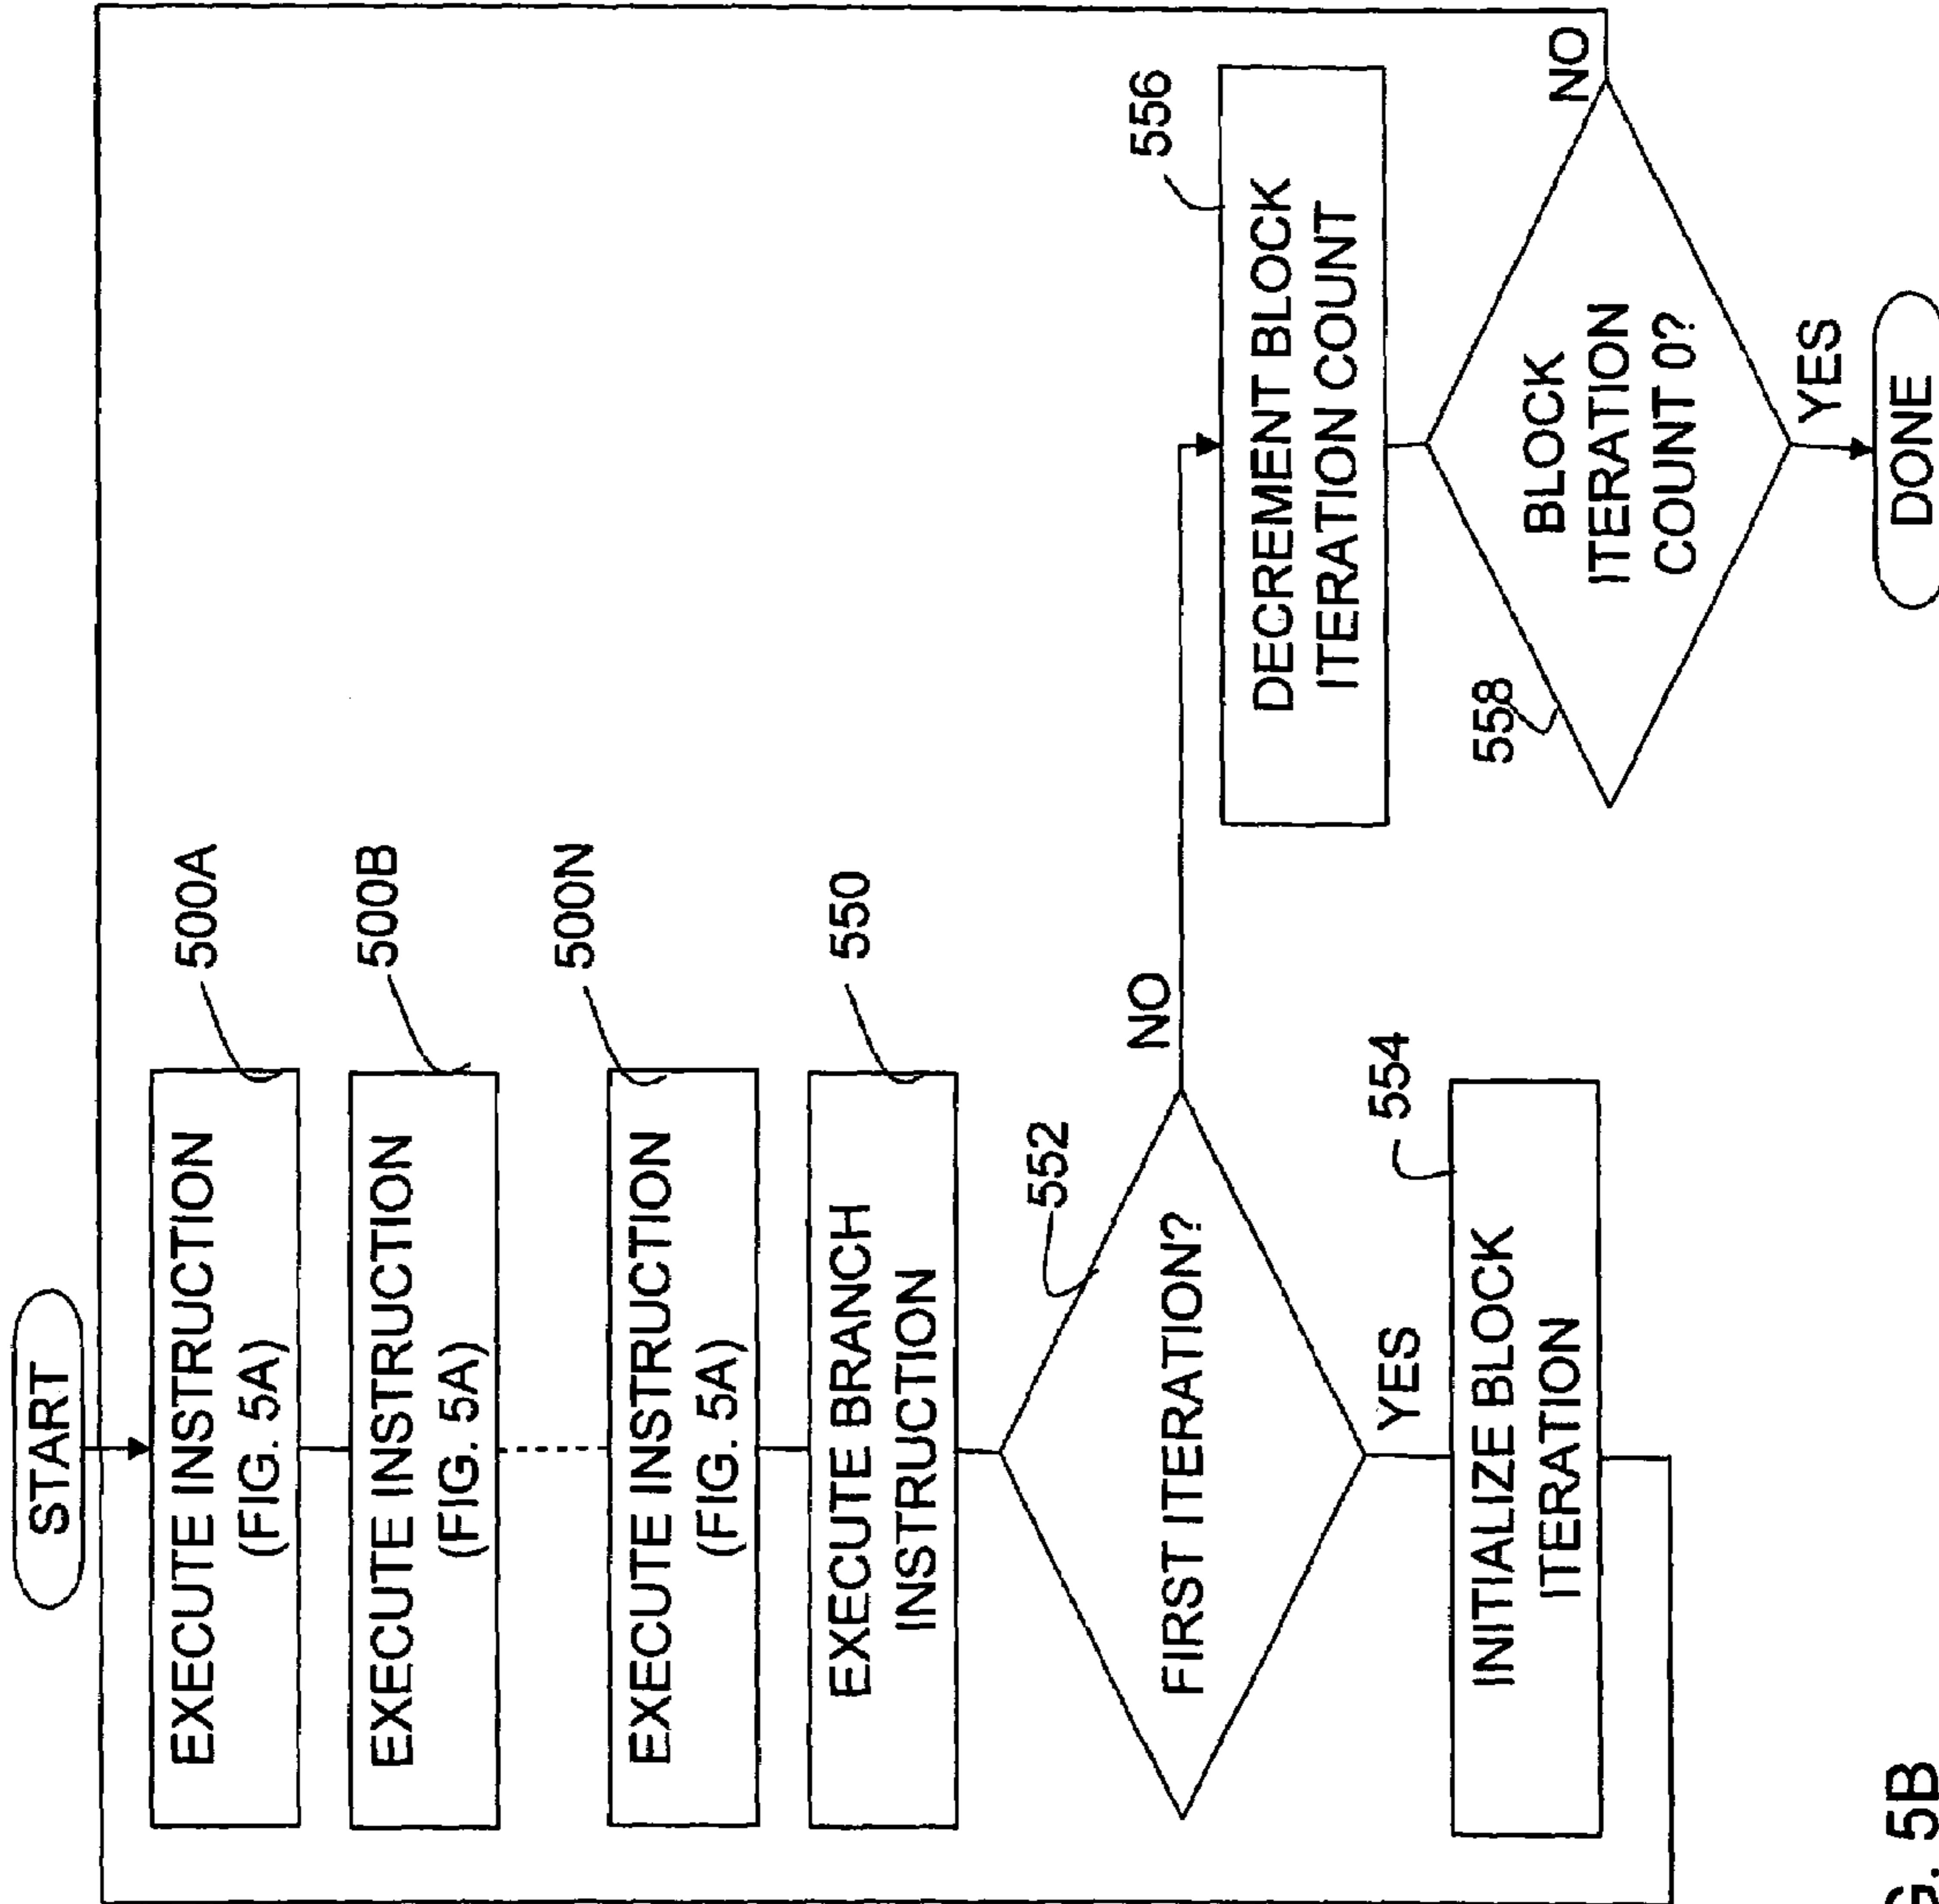 START
EXECUTE INSTRUCTION
(FIG. 5A)
500A
EXECUTE INSTRUCTION
(FIG. 5A)
500B
EXECUTE INSTRUCTION
(FIG. 5A)
500N
EXECUTE BRANCH
INSTRUCTION
550
FIRST ITERATION?
552
NO
YES
INITIALIZE BLOCK
ITERATION
554
DECREMENT BLOCK
ITERATION COUNT
556
BLOCK
ITERATION
COUNT 0?
558
NO
YES
DONE
G. 5B